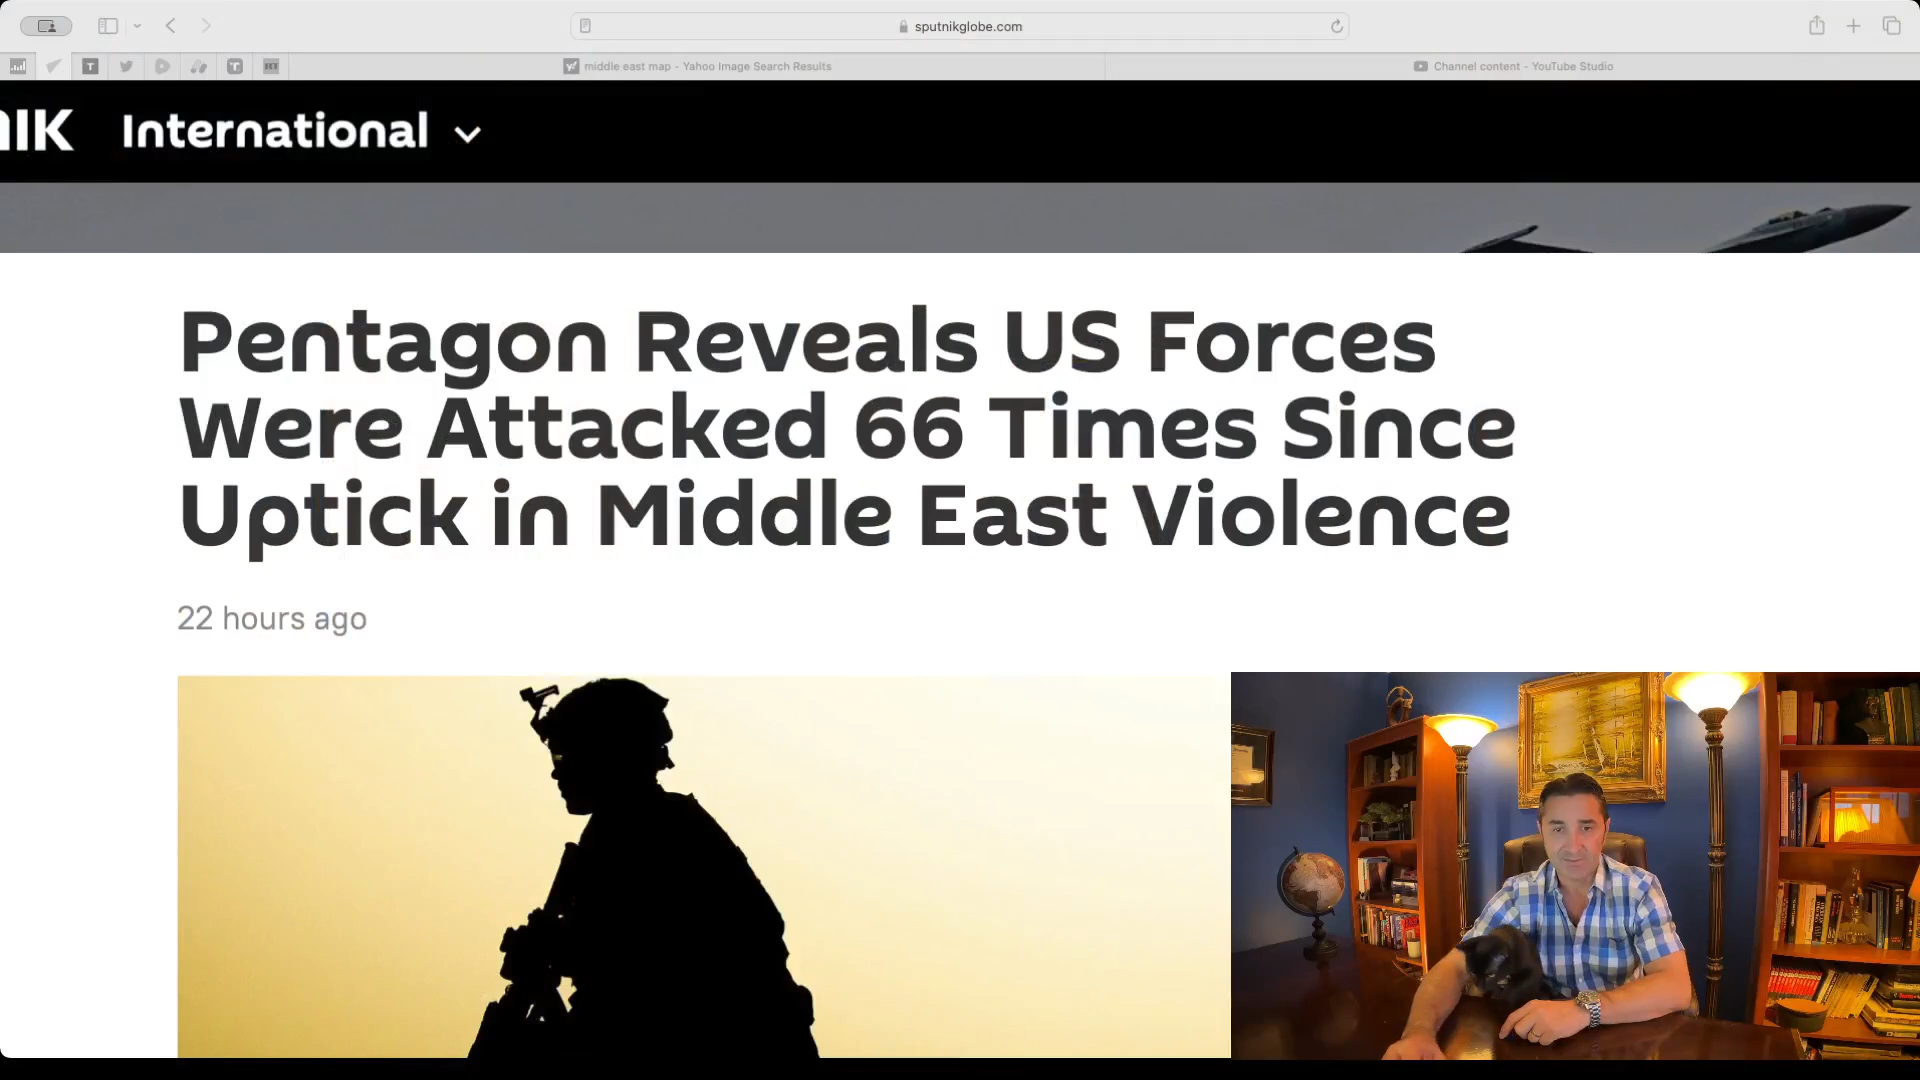 sputnikglobe.com
middle east map - Yahoo Image Search Results
Channel content - YouTube Studio
NIK International
Pentagon Reveals US Forces
Were Attacked 66 Times Since
Uptick in Middle East Violence
22 hours ago